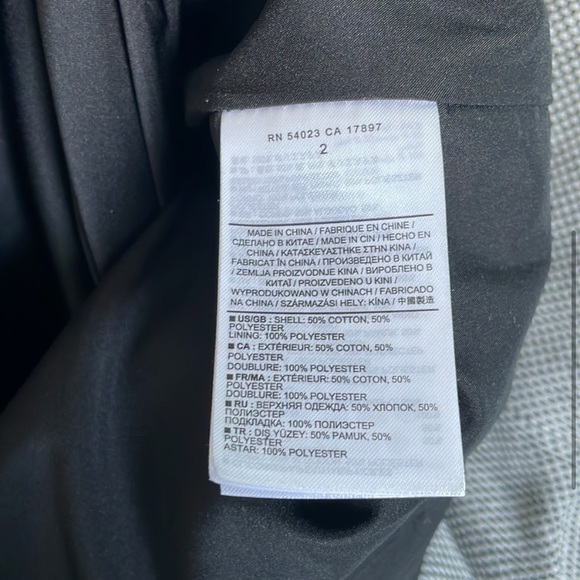 RN 54023 CA 17897
2
MADE IN CHINA / FABRIQUE EN CHINE /
СДЕЛАНО В КИТАЕ / MADE IN CIN / HECHO EN
CHINA / ΚΑΤΑΣΚΕΥΑΣΤΗΚΕ ΣΤΗΝ ΚΙΝΑ /
FABRICAT ÎN CHINA / ПРОИЗВЕДЕНО В КИТАЙ
/ ZEMLJA PROIZVODNJE KINA / ВИРОБЛЕНО В
КИТАЇ / PROIZVEDENO U KINI /
WYPRODUKOWANO W CHINACH / FABRICADO
NA CHINA / SZÁRMAZÁSI HELY: KÍNA / 中國製造
■ US/GB : SHELL: 50% COTTON, 50%
POLYESTER
LINING: 100% POLYESTER
■ CA : EXTÉRIEUR: 50% COTON, 50%
POLYESTER
DOUBLURE: 100% POLYESTER
■ FR/MA : EXTÉRIEUR: 50% COTON, 50%
POLYESTER
DOUBLURE: 100% POLYESTER
■ RU : ВЕРХНЯЯ ОДЕЖДА: 50% ХЛОПОК, 50%
ПОЛИЭСТЕР
ПОДКЛАДКА: 100% ПОЛИЭСТЕР
■ TR : DIŞ YÜZEY: 50% PAMUK, 50%
POLYESTER
ASTAR: 100% POLYESTER